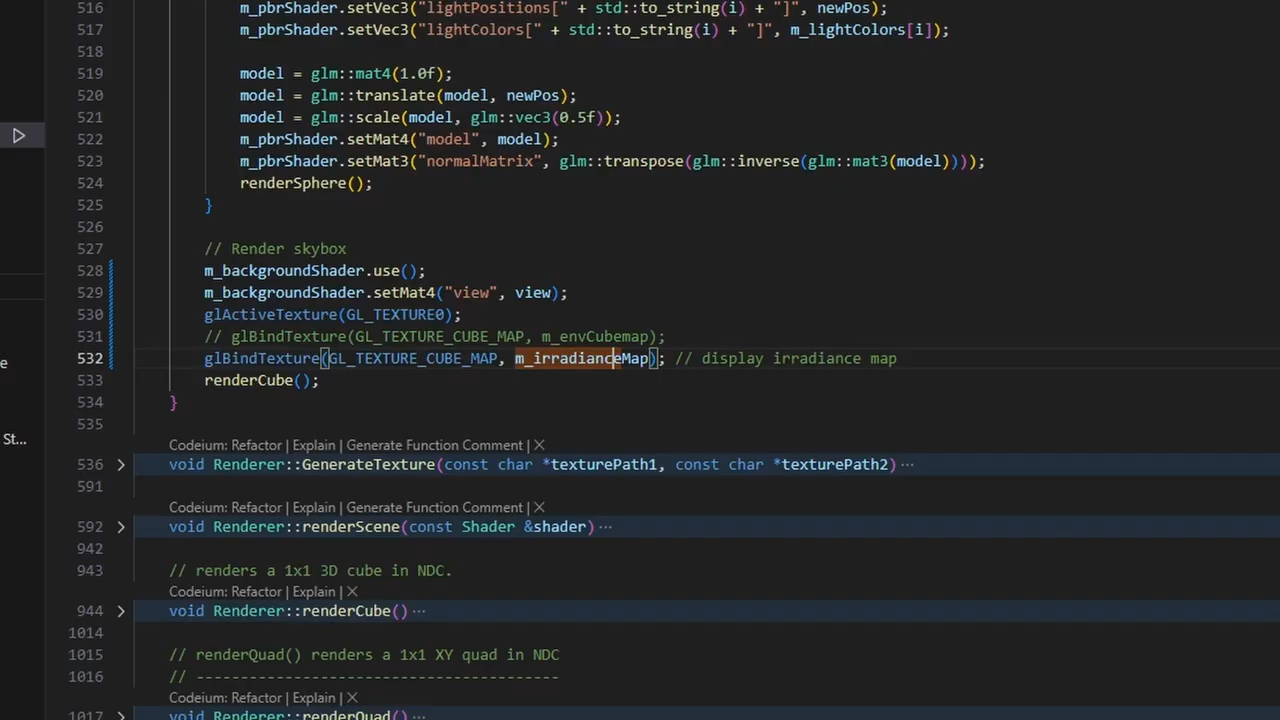 516 m_pbrShader.setVec3("lightPositions[" + std::to_string(i) + "]", newPos);
517 m_pbrShader.setVec3("lightColors[" + std::to_string(i) + "]", m_lightColors[i]);
518
519 model = glm::mat4(1.0f);
520 model = glm::translate(model, newPos);
521 model = glm::scale(model, glm::vec3(0.5f));
522 m_pbrShader.setMat4("model", model);
523 m_pbrShader.setMat3("normalMatrix", glm::transpose(glm::inverse(glm::mat3(model))));
524 renderSphere();
525 }
526
527 // Render skybox
528 m_backgroundShader.use();
529 m_backgroundShader.setMat4("view", view);
530 glActiveTexture(GL_TEXTURE0);
531 // glBindTexture(GL_TEXTURE_CUBE_MAP, m_envCubemap);
e
532 glBindTexture(GL_TEXTURE_CUBE_MAP, m_irradianceMap); // display irradiance map
533 renderCube();
534 }
535
St...
Codeium: Refactor | Explain | Generate Function Comment | X
536 > void Renderer::GenerateTexture(const char *texturePath1, const char *texturePath2) ...
591
Codeium: Refactor | Explain | Generate Function Comment | X
592 > void Renderer::renderScene(const Shader &shader) ...
942
943 // renders a 1x1 3D cube in NDC.
Codeium: Refactor | Explain | X
944 > void Renderer::renderCube() ...
1014
1015 // renderQuad() renders a 1x1 XY quad in NDC
1016 // -----------------------------------------
Codeium: Refactor | Explain | X
1017 > void Renderer::renderQuad() ...